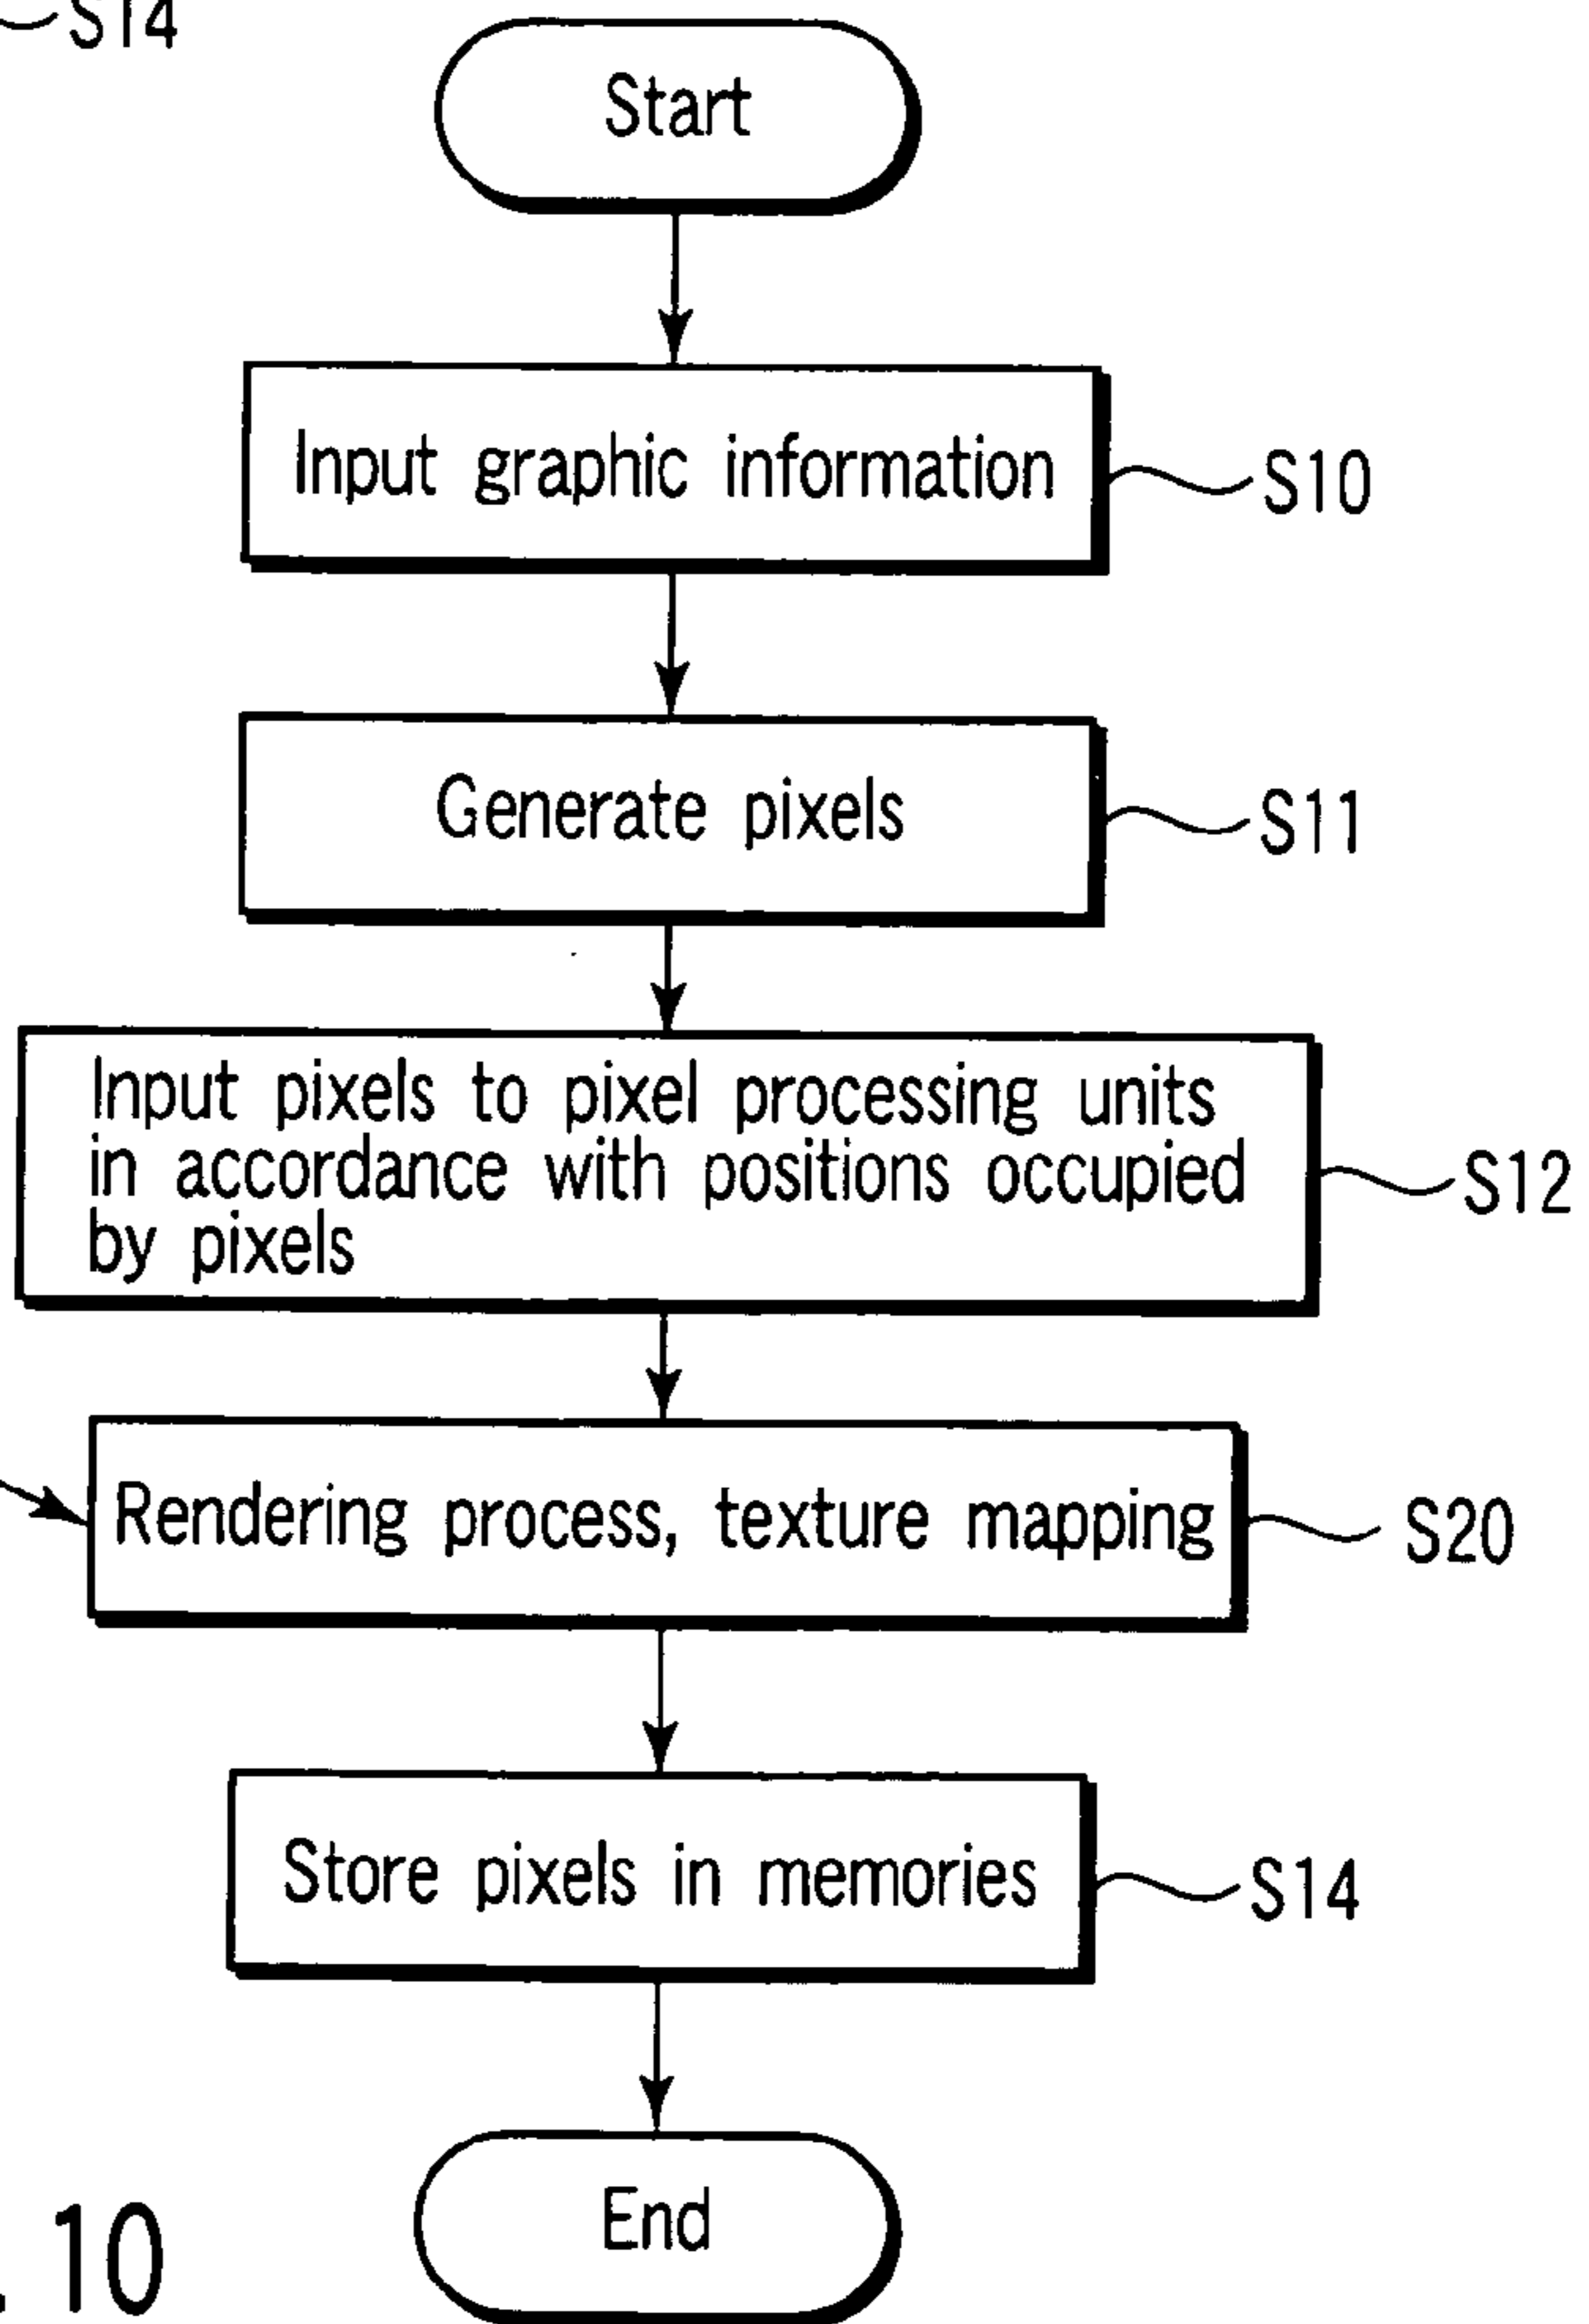 S14
Start
Input graphic information
S10
Generate pixels
S11
Input pixels to pixel processing units
in accordance with positions occupied
by pixels
S12
Rendering process, texture mapping
S20
Store pixels in memories
S14
End
10